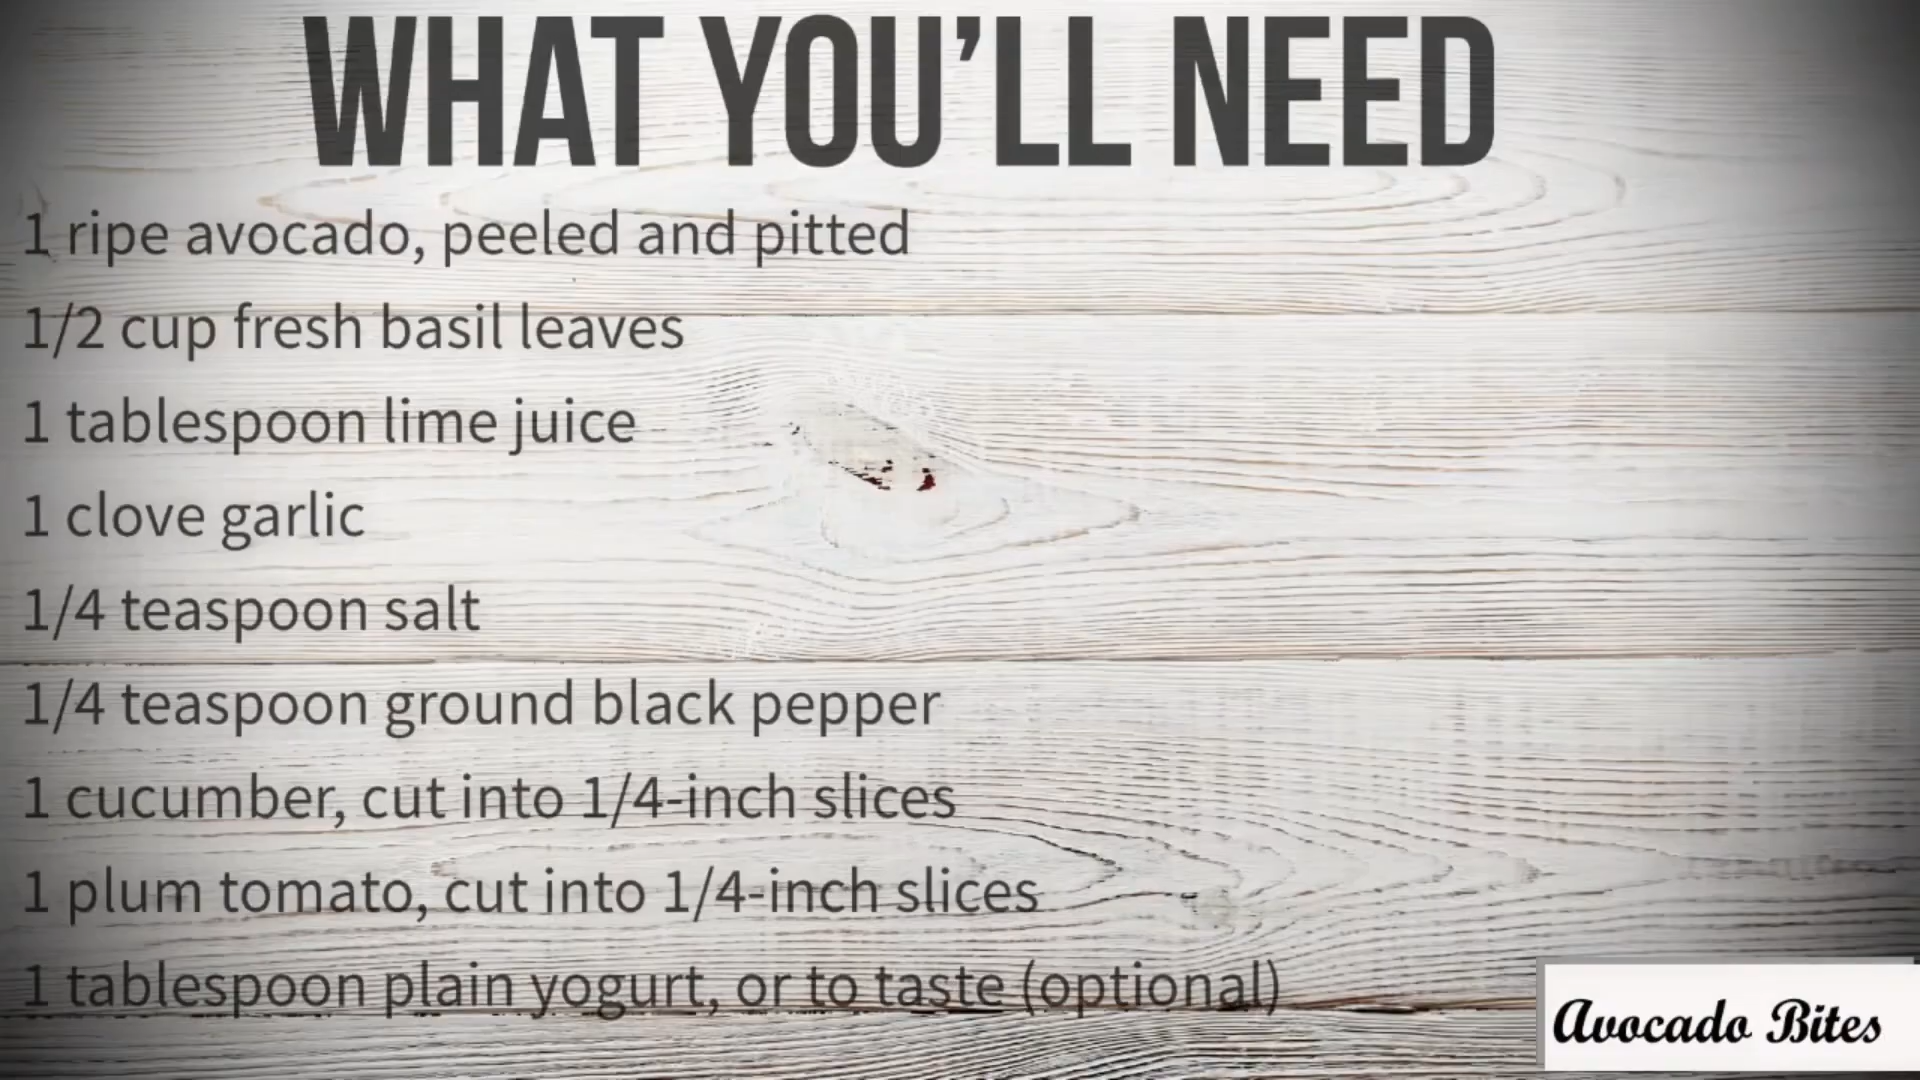 WHAT YOU’LL NEED
1 ripe avocado, peeled and pitted
1/2 cup fresh basil leaves
1 tablespoon lime juice
1 clove garlic
1/4 teaspoon salt
1/4 teaspoon ground black pepper
1 cucumber, cut into 1/4-inch slices
1 plum tomato, cut into 1/4-inch slices
1 tablespoon plain yogurt, or to taste (optional)
Avocado Bites